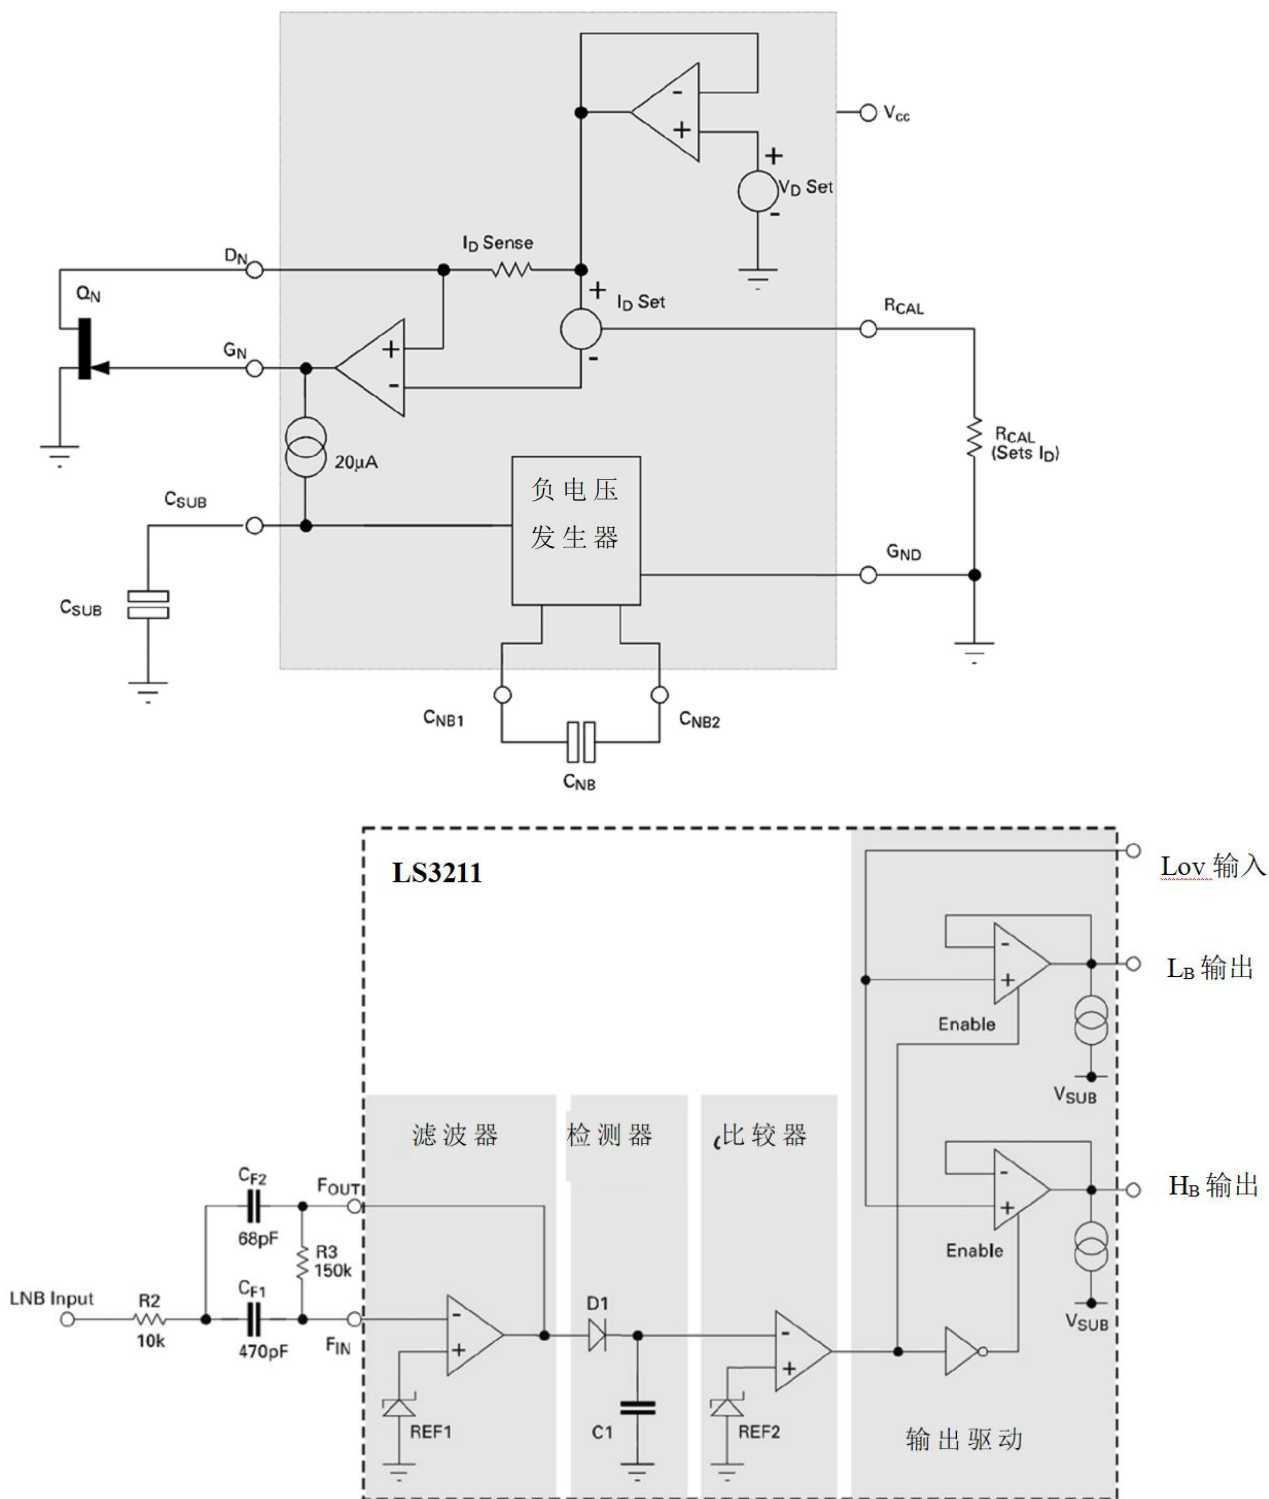 -
+
Vcc
+
VD Set
-
ID Sense
DN
QN
+
ID Set
RCAL
GN
+
-
-
20μA
RCAL
(Sets ID)
CSUB
负电压
发生器
GND
CSUB
CNB1
CNB2
CNB
LS3211
Lov 输入
-
+
LB 输出
Enable
VSUB
滤波器
检测器
比较器
CF2
FOUT
68pF
R3
150k
-
+
HB 输出
Enable
LNB Input
R2
10k
CF1
470pF
FIN
-
+
D1
-
+
VSUB
REF1
C1
REF2
输出驱动